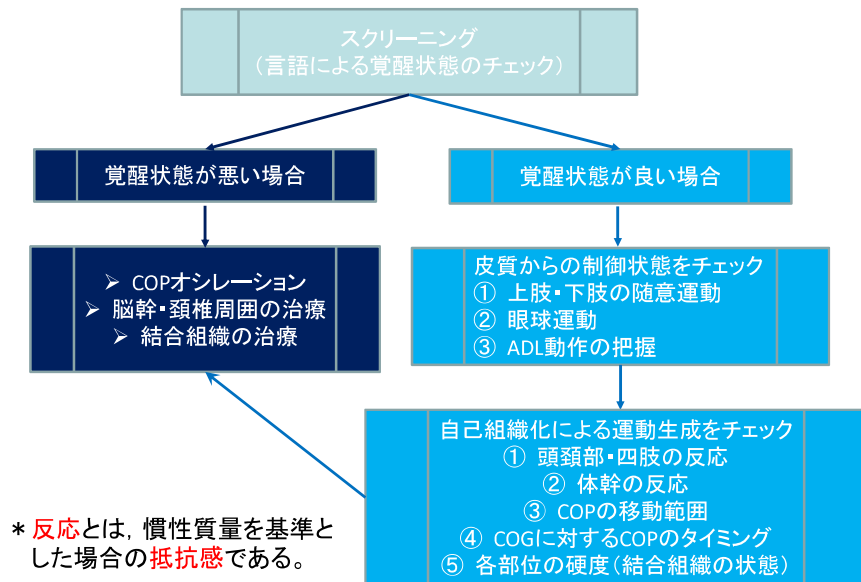 スクリーニング
(言語による覚醒状態のチェック)
覚醒状態が悪い場合
覚醒状態が良い場合
➢ COPオシレーション
➢ 脳幹・頚椎周囲の治療
➢ 結合組織の治療
皮質からの制御状態をチェック
① 上肢・下肢の随意運動
② 眼球運動
③ ADL動作の把握
自己組織化による運動生成をチェック
① 頭頚部・四肢の反応
② 体幹の反応
③ COPの移動範囲
④ COGに対するCOPのタイミング
⑤ 各部位の硬度(結合組織の状態)
* 反応とは, 慣性質量を基準と
した場合の抵抗感である。